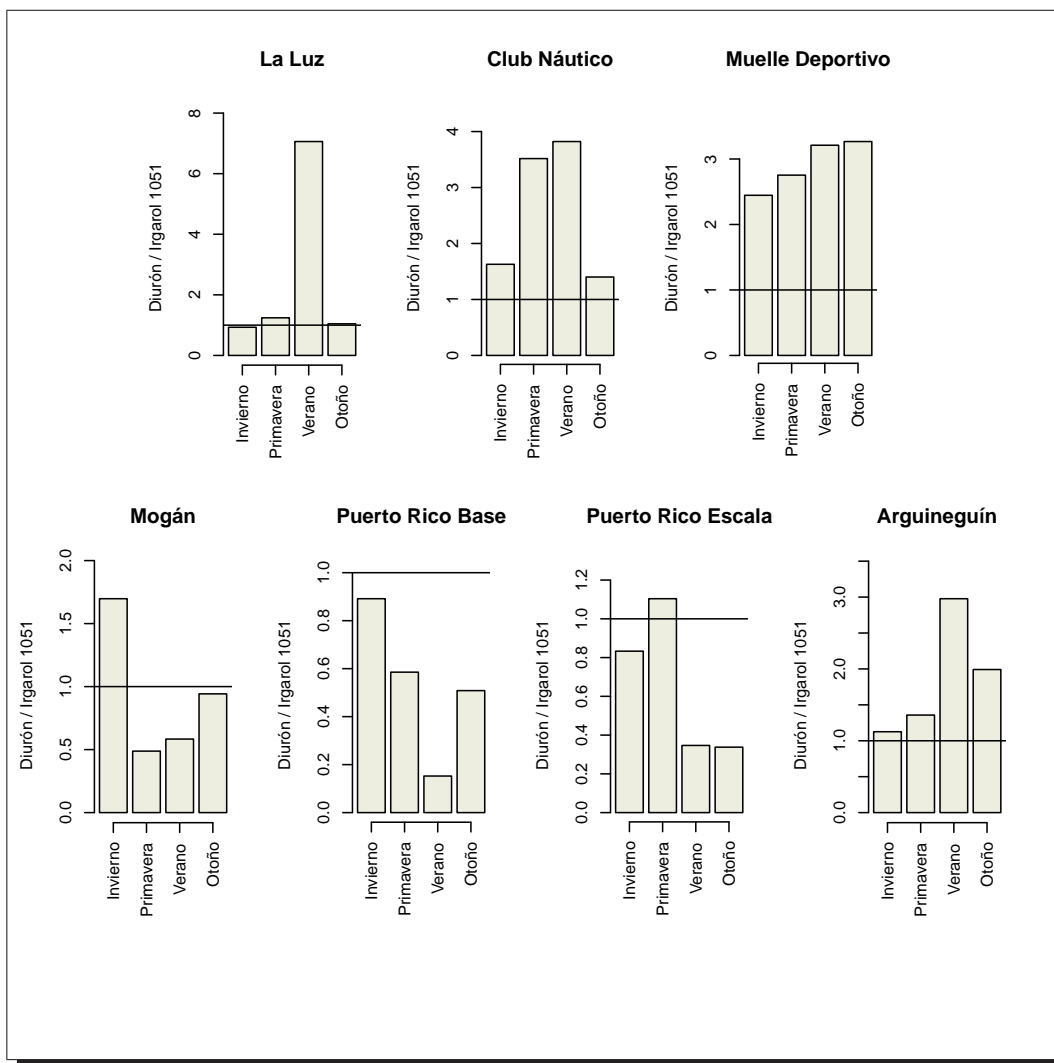 La Luz
Diurón / Irgarol 1051
0
2
4
6
8
Invierno
Primavera
Verano
Otoño
Club Náutico
Diurón / Irgarol 1051
0
1
2
3
4
Invierno
Primavera
Verano
Otoño
Muelle Deportivo
Diurón / Irgarol 1051
0
1
2
3
Invierno
Primavera
Verano
Otoño
Mogán
Diurón / Irgarol 1051
0.0
0.5
1.0
1.5
2.0
Invierno
Primavera
Verano
Otoño
Puerto Rico Base
Diurón / Irgarol 1051
0.0
0.2
0.4
0.6
0.8
1.0
Invierno
Primavera
Verano
Otoño
Puerto Rico Escala
Diurón / Irgarol 1051
0.0
0.2
0.4
0.6
0.8
1.0
1.2
Invierno
Primavera
Verano
Otoño
Arguineguín
Diurón / Irgarol 1051
0.0
1.0
2.0
3.0
Invierno
Primavera
Verano
Otoño